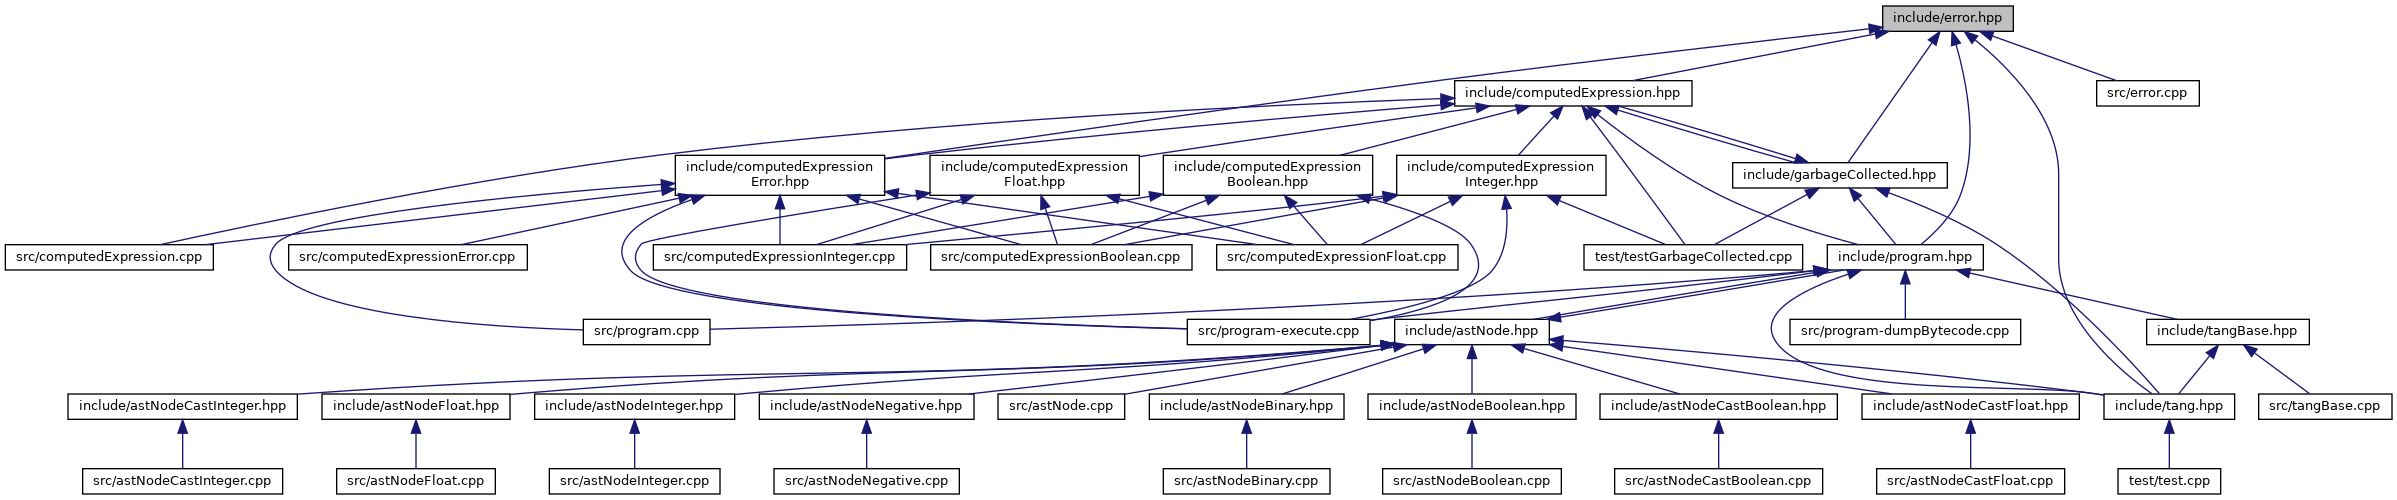 include/error.hpp
include/computedExpression.hpp
src/error.cpp
include/computedExpression
Error.hpp
include/computedExpression
Float.hpp
include/computedExpression
Boolean.hpp
include/computedExpression
Integer.hpp
include/garbageCollected.hpp
src/computedExpression.cpp
src/computedExpressionError.cpp
src/computedExpressionInteger.cpp
src/computedExpressionBoolean.cpp
src/computedExpressionFloat.cpp
test/testGarbageCollected.cpp
include/program.hpp
src/program.cpp
src/program-execute.cpp
include/astNode.hpp
src/program-dumpBytecode.cpp
include/tangBase.hpp
include/astNodeCastInteger.hpp
include/astNodeFloat.hpp
include/astNodeInteger.hpp
include/astNodeNegative.hpp
src/astNode.cpp
include/astNodeBinary.hpp
include/astNodeBoolean.hpp
include/astNodeCastBoolean.hpp
include/astNodeCastFloat.hpp
include/tang.hpp
src/tangBase.cpp
src/astNodeCastInteger.cpp
src/astNodeFloat.cpp
src/astNodeInteger.cpp
src/astNodeNegative.cpp
src/astNodeBinary.cpp
src/astNodeBoolean.cpp
src/astNodeCastBoolean.cpp
src/astNodeCastFloat.cpp
test/test.cpp